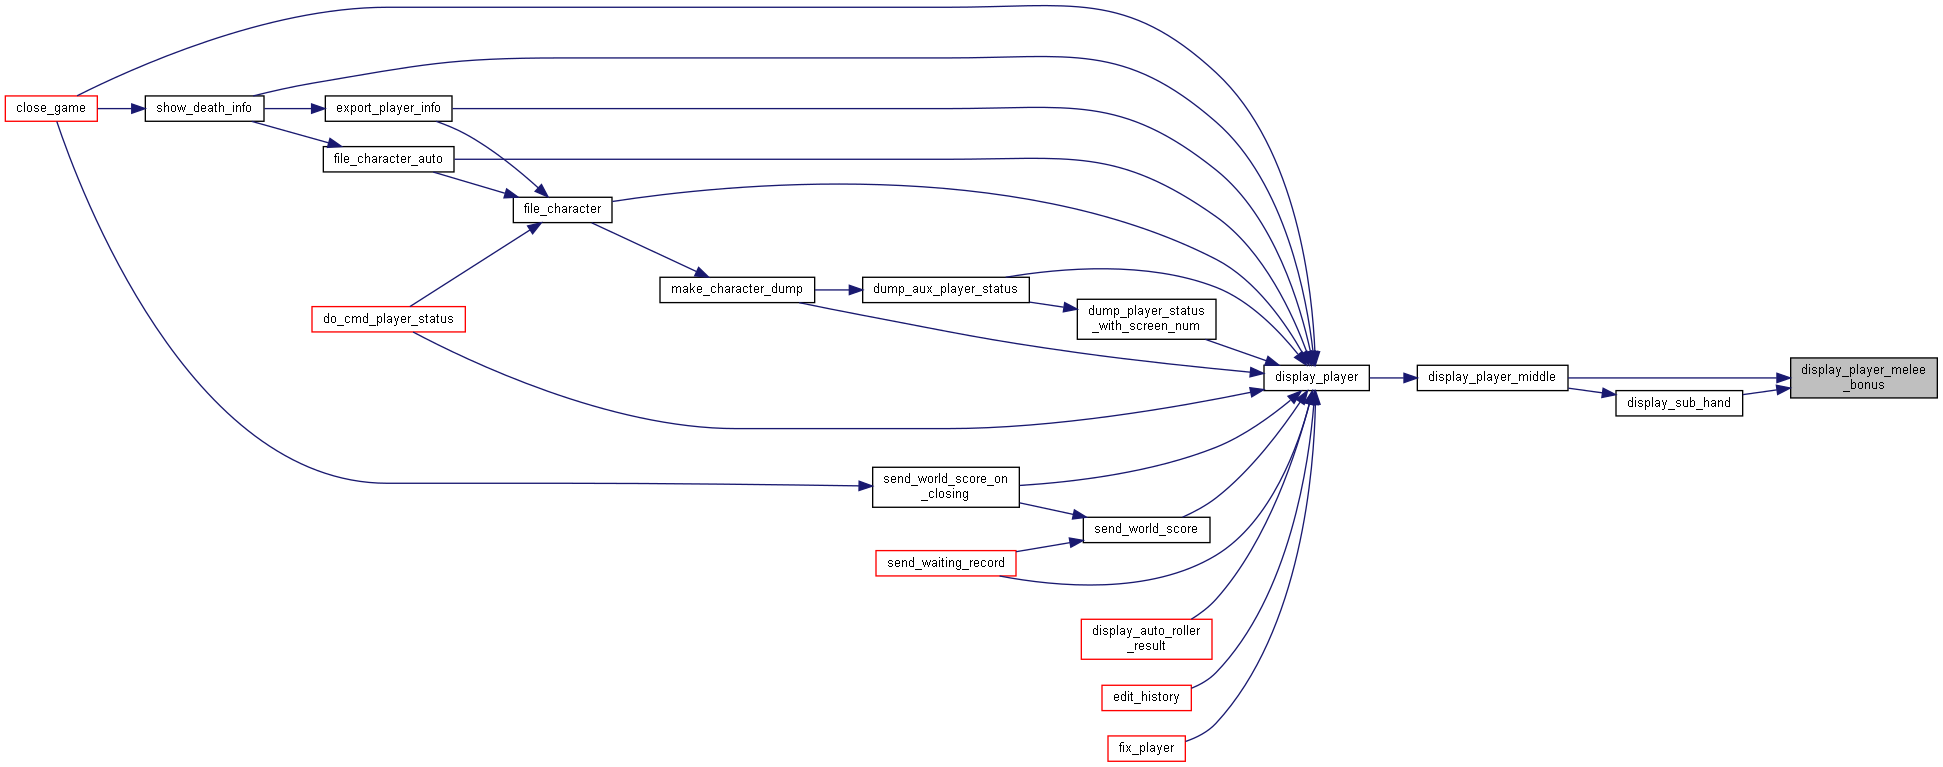 close_game
show_death_info
export_player_info
file_character_auto
file_character
make_character_dump
dump_aux_player_status
dump_player_status
_with_screen_num
do_cmd_player_status
display_player
display_player_middle
display_player_melee
_bonus
display_sub_hand
send_world_score_on
_closing
send_world_score
send_waiting_record
display_auto_roller
_result
edit_history
fix_player